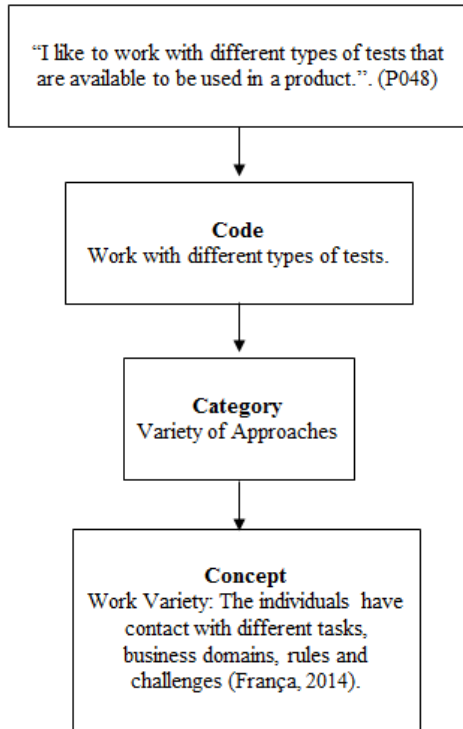 “I like to work with different types of tests that
are available to be used in a product.”. (P048)
Code
Work with different types of tests.
Category
Variety of Approaches
Concept
Work Variety: The individuals have
contact with different tasks,
business domains, rules and
challenges (França, 2014).